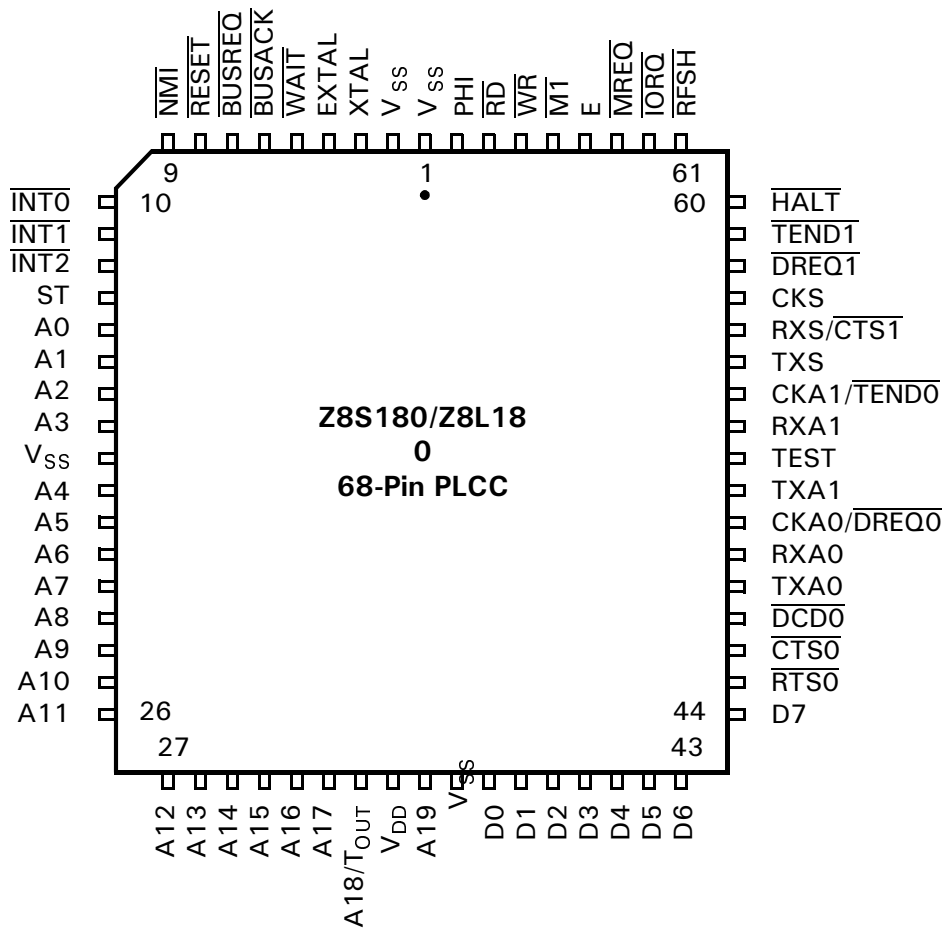 NMI
RESET
BUSREQ
BUSACK
WAIT
EXTAL
XTAL
VSS
VSS
PHI
RD
WR
M1
E
MREQ
IORQ
RFSH
9
1
61
10
60
INT0
INT1
INT2
ST
A0
A1
A2
A3
VSS
A4
A5
A6
A7
A8
A9
A10
A11
Z8S180/Z8L18
0
68-Pin PLCC
HALT
TEND1
DREQ1
CKS
RXS/CTS1
TXS
CKA1/TEND0
RXA1
TEST
TXA1
CKA0/DREQ0
RXA0
TXA0
DCD0
CTS0
RTS0
D7
26
44
27
43
A12
A13
A14
A15
A16
A17
A18/TOUT
VDD
A19
VSS
D0
D1
D2
D3
D4
D5
D6